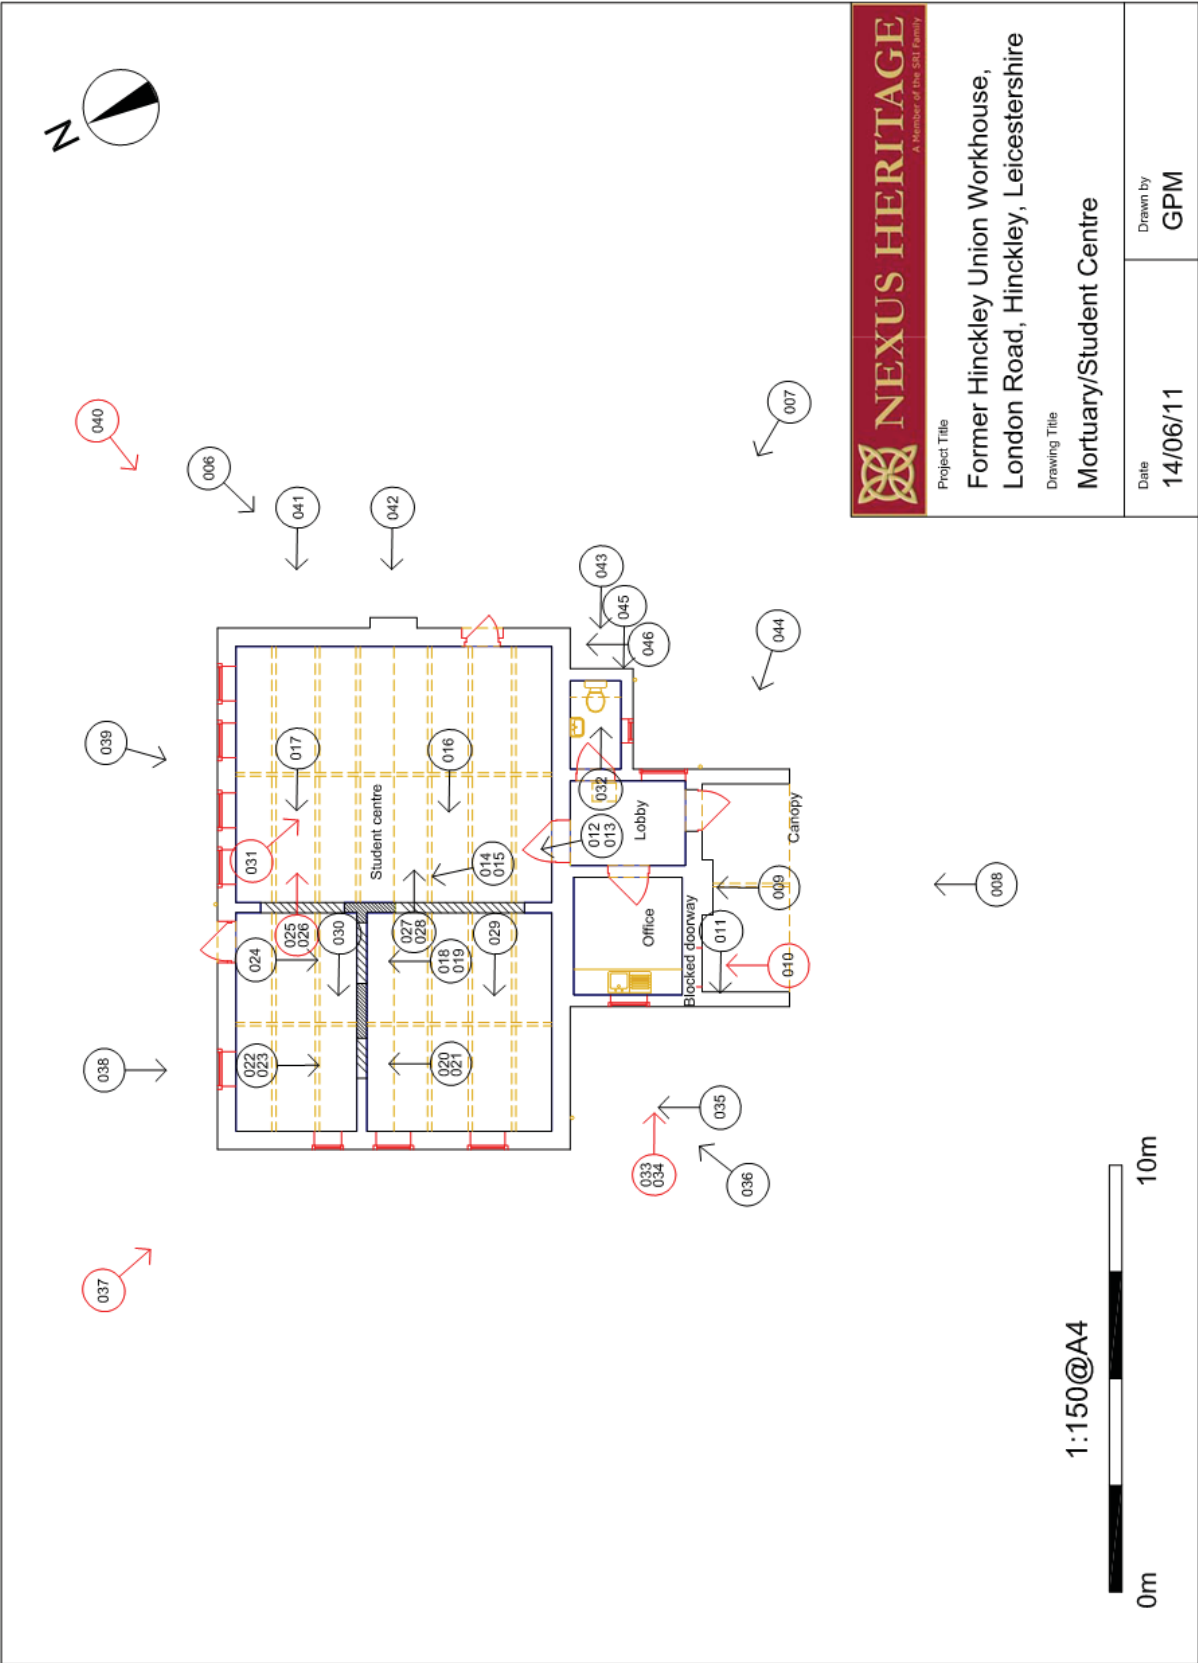 N
040
006
041
042
007
043
045
046
044
039
017
016
031
Student centre
032
012
013
Lobby
014
015
Canopy
025
026
030
027
028
029
024
018
019
Office
Blocked doorway
011
009
010
008
038
022
023
020
021
035
033
034
036
037
1:150@A4
0m
10m
NEXUS HERITAGE
A Member of the SRI Family
Project Title
Former Hinckley Union Workhouse,
London Road, Hinckley, Leicestershire
Drawing Title
Mortuary/Student Centre
Date
14/06/11
Drawn by
GPM